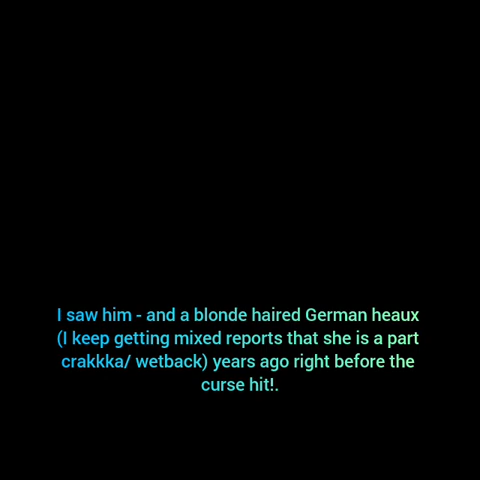 I saw him - and a blonde haired German heaux
(I keep getting mixed reports that she is a part
crakkka/ wetback) years ago right before the
curse hit!.